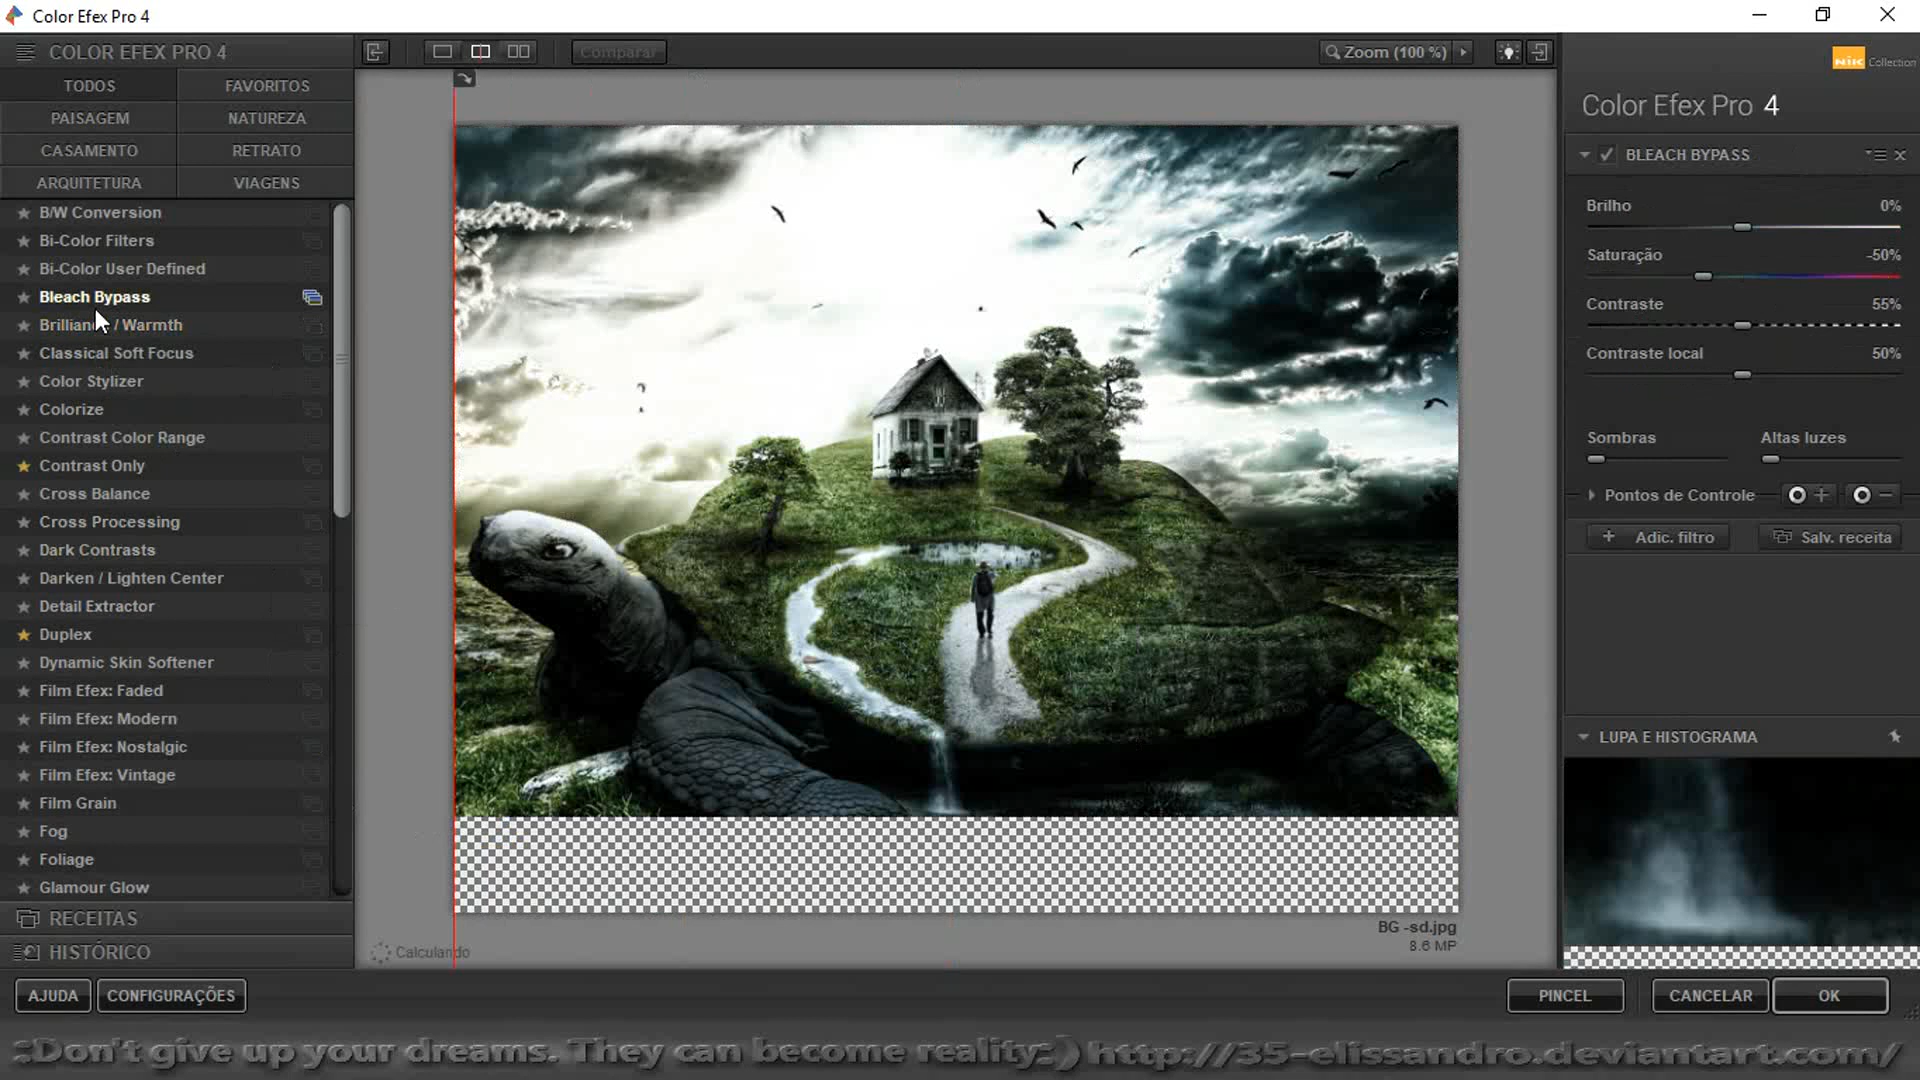 Color Efex Pro 4
COLOR EFEX PRO 4
Comparar
Zoom (100 %)
TODOS
FAVORITOS
PAISAGEM
NATUREZA
CASAMENTO
RETRATO
ARQUITETURA
VIAGENS
B/W Conversion
Bi-Color Filters
Bi-Color User Defined
Bleach Bypass
Brillian / Warmth
Classical Soft Focus
Color Stylizer
Colorize
Contrast Color Range
Contrast Only
Cross Balance
Cross Processing
Dark Contrasts
Darken / Lighten Center
Detail Extractor
Duplex
Dynamic Skin Softener
Film Efex: Faded
Film Efex: Modern
Film Efex: Nostalgic
Film Efex: Vintage
Film Grain
Fog
Foliage
Glamour Glow
RECEITAS
HISTÓRICO
AJUDA
CONFIGURAÇÕES
Calculando
BG -sd.jpg
8.6 MP
Nik Collection
Color Efex Pro 4
BLEACH BYPASS
Brilho 0%
Saturação -50%
Contraste 55%
Contraste local 50%
Sombras
Altas luzes
Pontos de Controle
Adic. filtro
Salv. receita
LUPA E HISTOGRAMA
PINCEL
CANCELAR
OK
:Don't give up your dreams. They can become reality:) http://35-elissandro.deviantart.com/